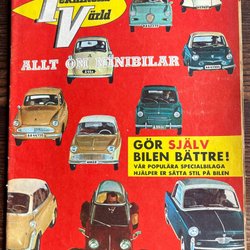 TEKNIKENS
Värld
ALLT OM MINIBILAR
GÖR SJÄLV
BILEN BÄTTRE!
VÅR POPULÄRA SPECIALBILAGA
HJÄLPER ER SÄTTA STIL PÅ BILEN